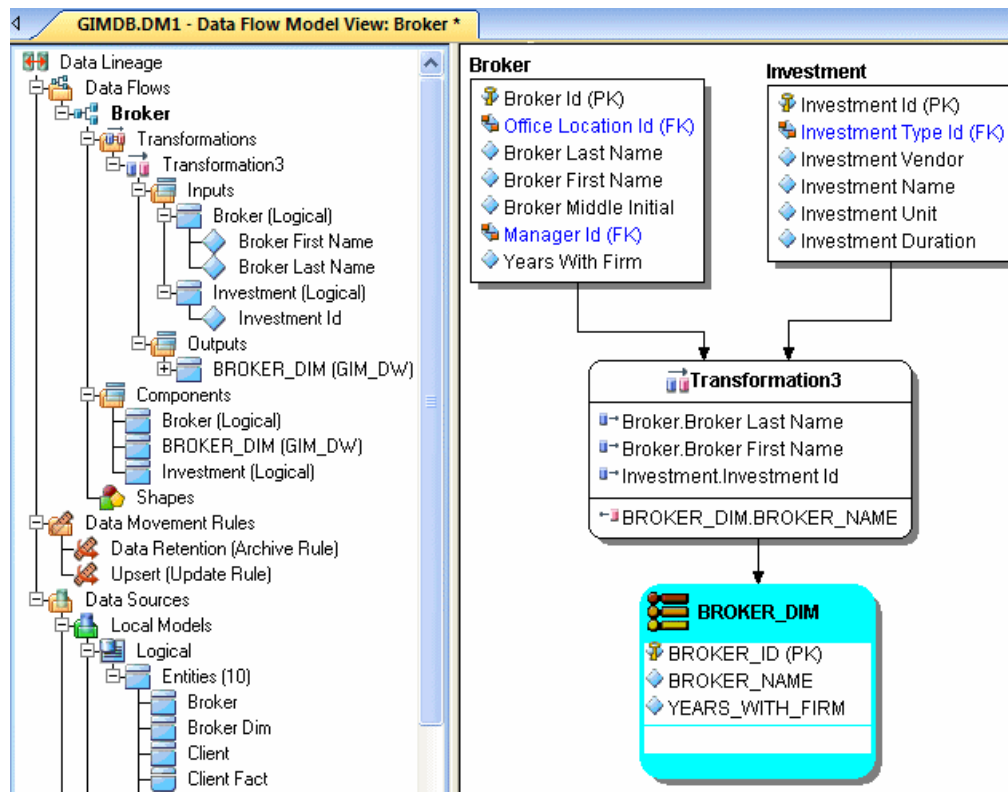 GIMDB.DM1 - Data Flow Model View: Broker *
Data Lineage
Data Flows
Broker
Transformations
Transformation3
Inputs
Broker (Logical)
Broker First Name
Broker Last Name
Investment (Logical)
Investment Id
Outputs
BROKER_DIM (GIM_DW)
Components
Broker (Logical)
BROKER_DIM (GIM_DW)
Investment (Logical)
Shapes
Data Movement Rules
Data Retention (Archive Rule)
Upsert (Update Rule)
Data Sources
Local Models
Logical
Entities (10)
Broker
Broker Dim
Client
Client Fact
Broker
Broker Id (PK)
Office Location Id (FK)
Broker Last Name
Broker First Name
Broker Middle Initial
Manager Id (FK)
Years With Firm
Investment
Investment Id (PK)
Investment Type Id (FK)
Investment Vendor
Investment Name
Investment Unit
Investment Duration
Transformation3
Broker.Broker Last Name
Broker.Broker First Name
Investment.Investment Id
BROKER_DIM.BROKER_NAME
BROKER_DIM
BROKER_ID (PK)
BROKER_NAME
YEARS_WITH_FIRM